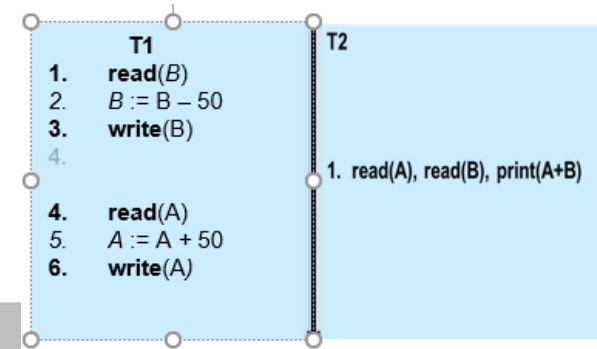 T1
1. read(B)
2. B := B – 50
3. write(B)
4.
4. read(A)
5. A := A + 50
6. write(A)
T2
1. read(A), read(B), print(A+B)